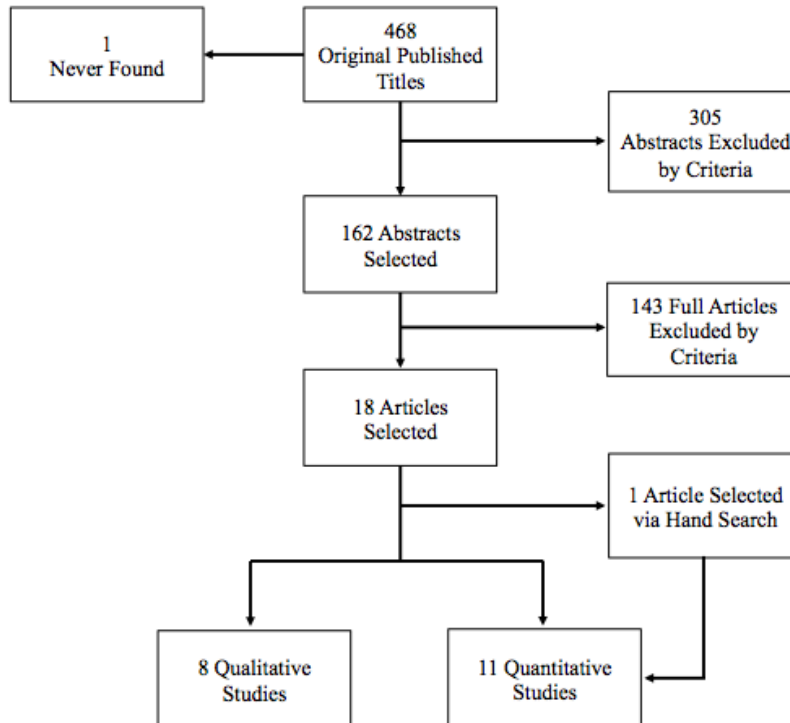 1
Never Found
468
Original Published
Titles
305
Abstracts Excluded
by Criteria
162 Abstracts
Selected
143 Full Articles
Excluded by
Criteria
18 Articles
Selected
1 Article Selected
via Hand Search
8 Qualitative
Studies
11 Quantitative
Studies